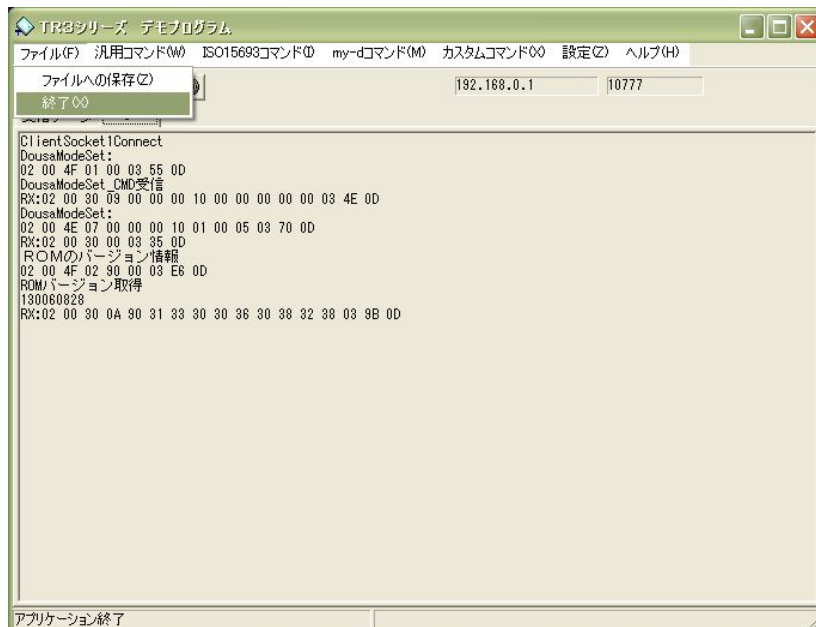 TR3シリーズ デモプログラム
ファイル(F) 汎用コマンド(W) ISO15693コマンド(I) my-dコマンド(M) カスタムコマンド(X) 設定(Z) ヘルプ(H)
ファイルへの保存(Z)
終了(X)
192.168.0.1 10777
ClientSocket1Connect
DousaModeSet:
02 00 4F 01 00 03 55 0D
DousaModeSet_CMD受信
RX:02 00 30 09 00 00 00 10 00 00 00 00 00 03 4E 0D
DousaModeSet:
02 00 4E 07 00 00 00 10 01 00 05 03 70 0D
RX:02 00 30 00 03 35 0D
ROMのバージョン情報
02 00 4F 02 90 00 03 E6 0D
ROMバージョン取得
130060828
RX:02 00 30 0A 90 31 33 30 30 36 30 38 32 38 03 9B 0D
アプリケーション終了